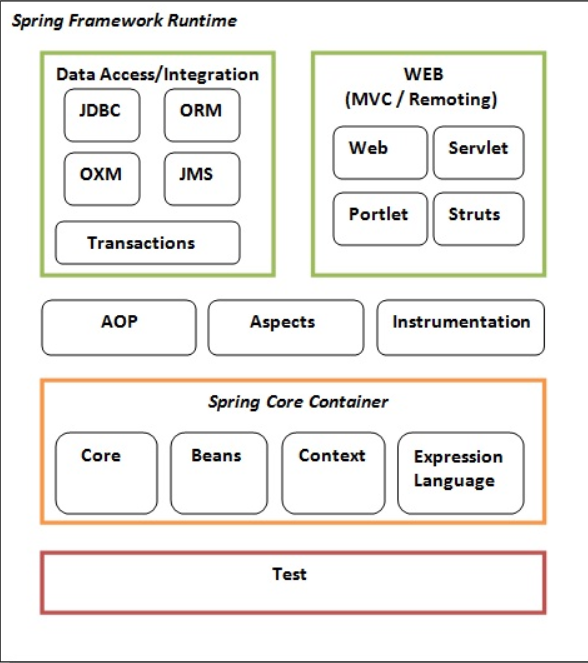 Spring Framework Runtime
Data Access/Integration
JDBC
ORM
OXM
JMS
Transactions
WEB
(MVC / Remoting)
Web
Servlet
Portlet
Struts
AOP
Aspects
Instrumentation
Spring Core Container
Core
Beans
Context
Expression
Language
Test